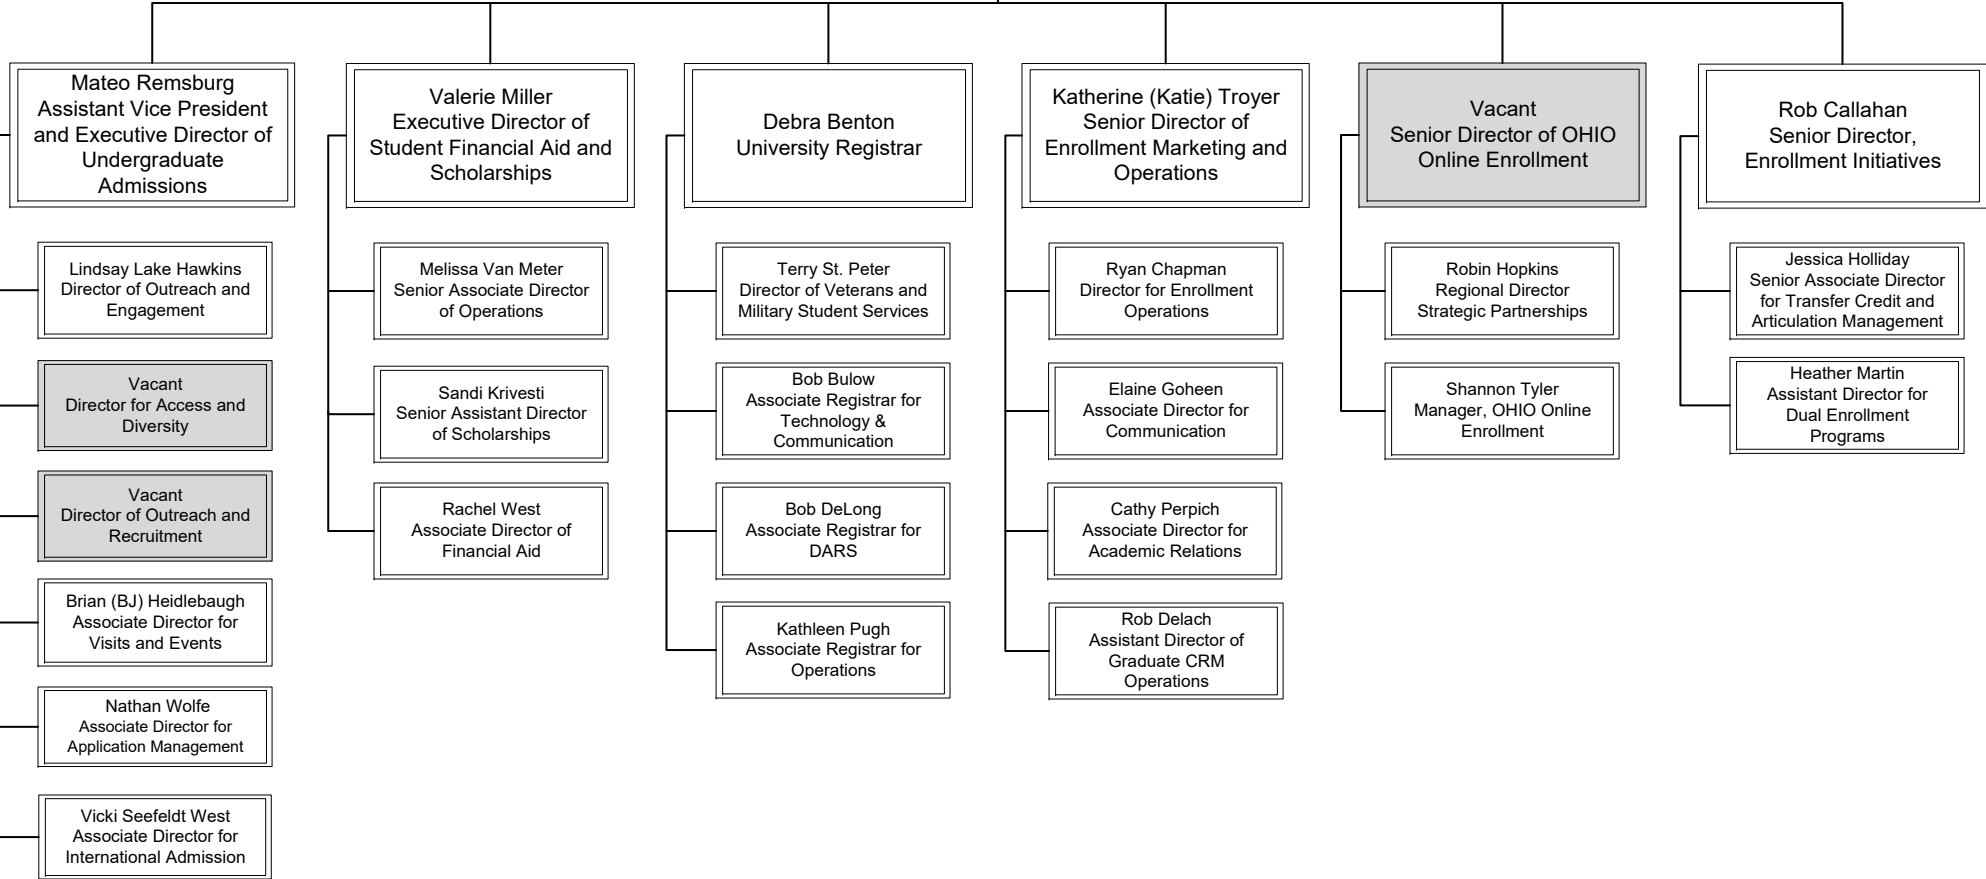 Mateo Remsburg
Assistant Vice President
and Executive Director of
Undergraduate
Admissions
Lindsay Lake Hawkins
Director of Outreach and
Engagement
Vacant
Director for Access and
Diversity
Vacant
Director of Outreach and
Recruitment
Brian (BJ) Heidlebaugh
Associate Director for
Visits and Events
Nathan Wolfe
Associate Director for
Application Management
Vicki Seefeldt West
Associate Director for
International Admission
Valerie Miller
Executive Director of
Student Financial Aid and
Scholarships
Melissa Van Meter
Senior Associate Director
of Operations
Sandi Krivesti
Senior Assistant Director
of Scholarships
Rachel West
Associate Director of
Financial Aid
Debra Benton
University Registrar
Terry St. Peter
Director of Veterans and
Military Student Services
Bob Bulow
Associate Registrar for
Technology &
Communication
Bob DeLong
Associate Registrar for
DARS
Kathleen Pugh
Associate Registrar for
Operations
Katherine (Katie) Troyer
Senior Director of
Enrollment Marketing and
Operations
Ryan Chapman
Director for Enrollment
Operations
Elaine Goheen
Associate Director for
Communication
Cathy Perpich
Associate Director for
Academic Relations
Rob Delach
Assistant Director of
Graduate CRM
Operations
Vacant
Senior Director of OHIO
Online Enrollment
Robin Hopkins
Regional Director
Strategic Partnerships
Shannon Tyler
Manager, OHIO Online
Enrollment
Rob Callahan
Senior Director,
Enrollment Initiatives
Jessica Holliday
Senior Associate Director
for Transfer Credit and
Articulation Management
Heather Martin
Assistant Director for
Dual Enrollment
Programs